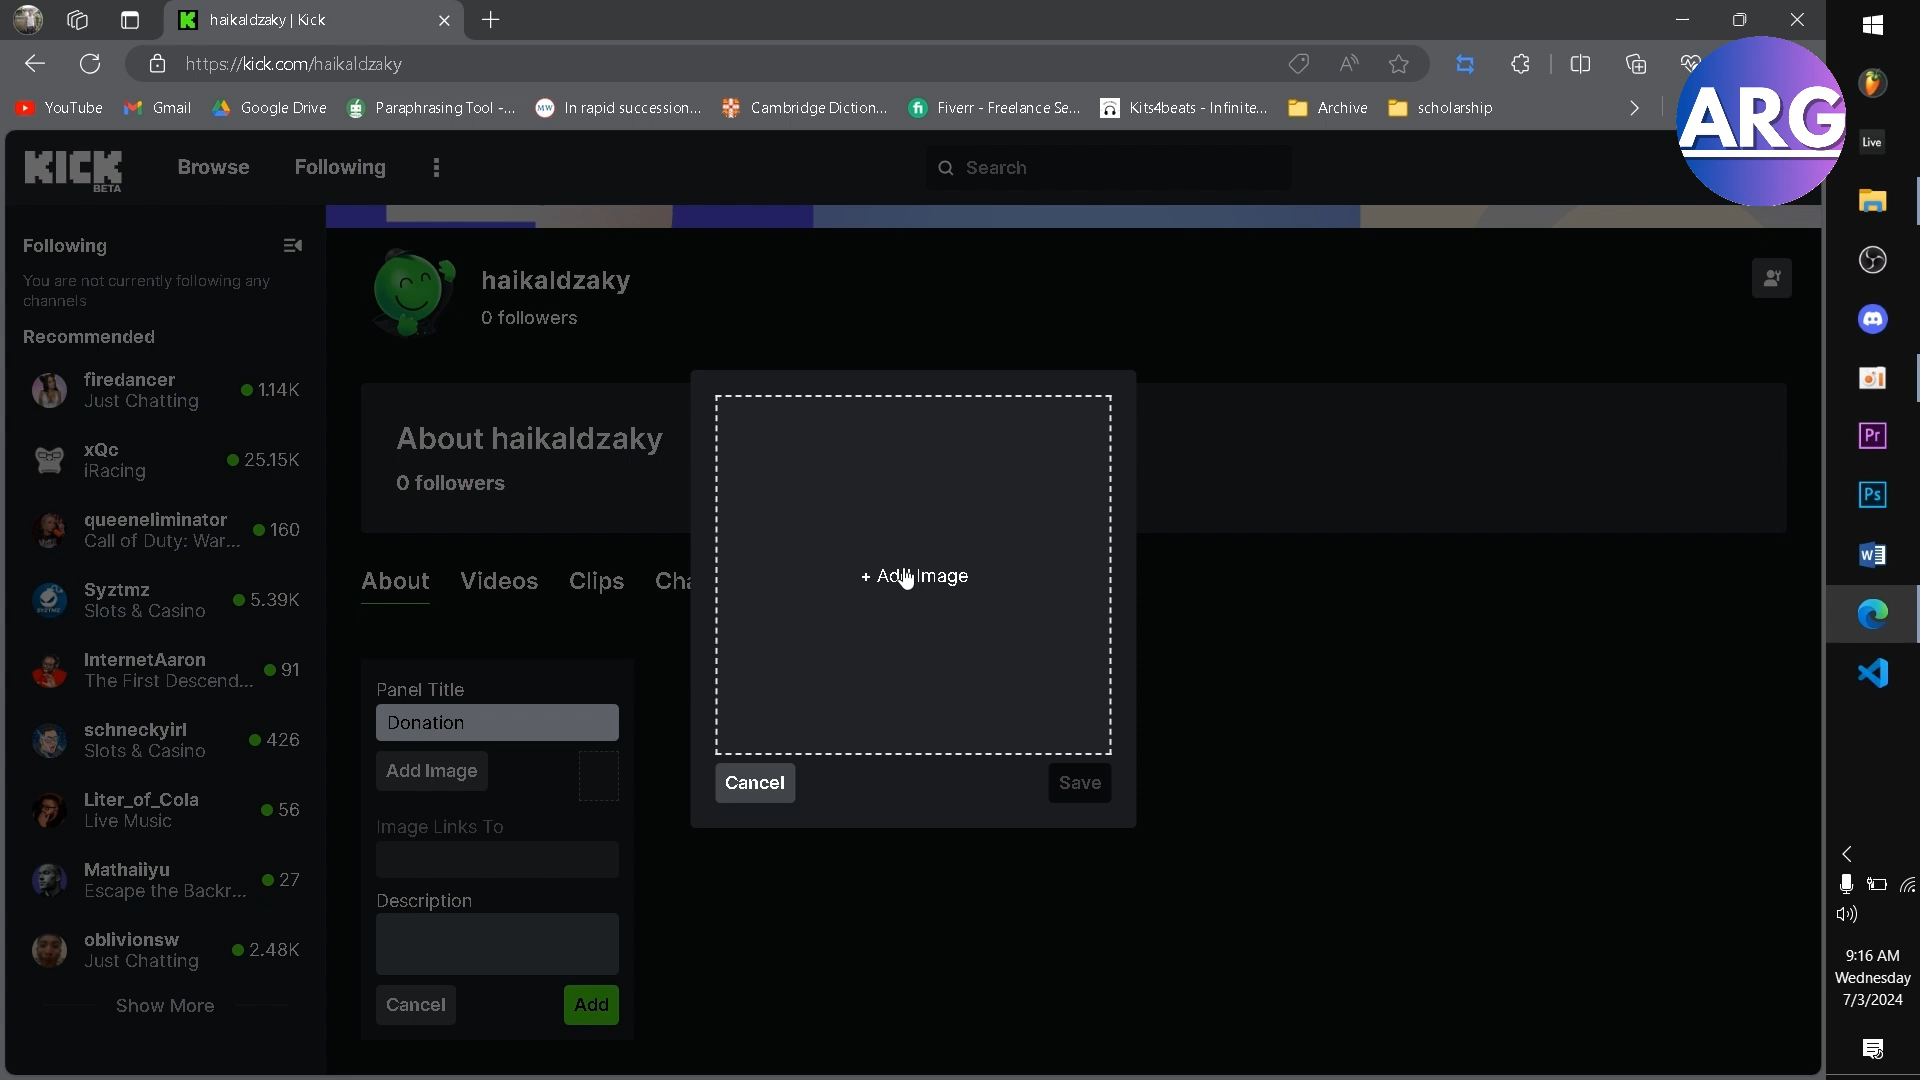 haikaldzaky | Kick
https://kick.com/haikaldzaky
YouTube
Gmail
Google Drive
Paraphrasing Tool -...
MW
In rapid succession...
Cambridge Diction...
fi
Fiverr - Freelance Se...
Kits4beats - Infinite...
Archive
scholarship
ARG
KICK
BETA
Browse
Following
Search
Live
Following
You are not currently following any
channels
Recommended
firedancer
Just Chatting
1.14K
xQc
iRacing
25.15K
queeneliminator
Call of Duty: War...
160
Syztmz
Slots & Casino
5.39K
InternetAaron
The First Descend...
91
schneckyirl
Slots & Casino
426
Liter_of_Cola
Live Music
56
Mathaiiyu
Escape the Backr...
27
oblivionsw
Just Chatting
2.48K
Show More
haikaldzaky
0 followers
About haikaldzaky
0 followers
About
Videos
Clips
Cha
Panel Title
Donation
Add Image
Image Links To
Description
Cancel
Add
+ Add Image
Cancel
Save
Pr
Ps
W
9:16 AM
Wednesday
7/3/2024